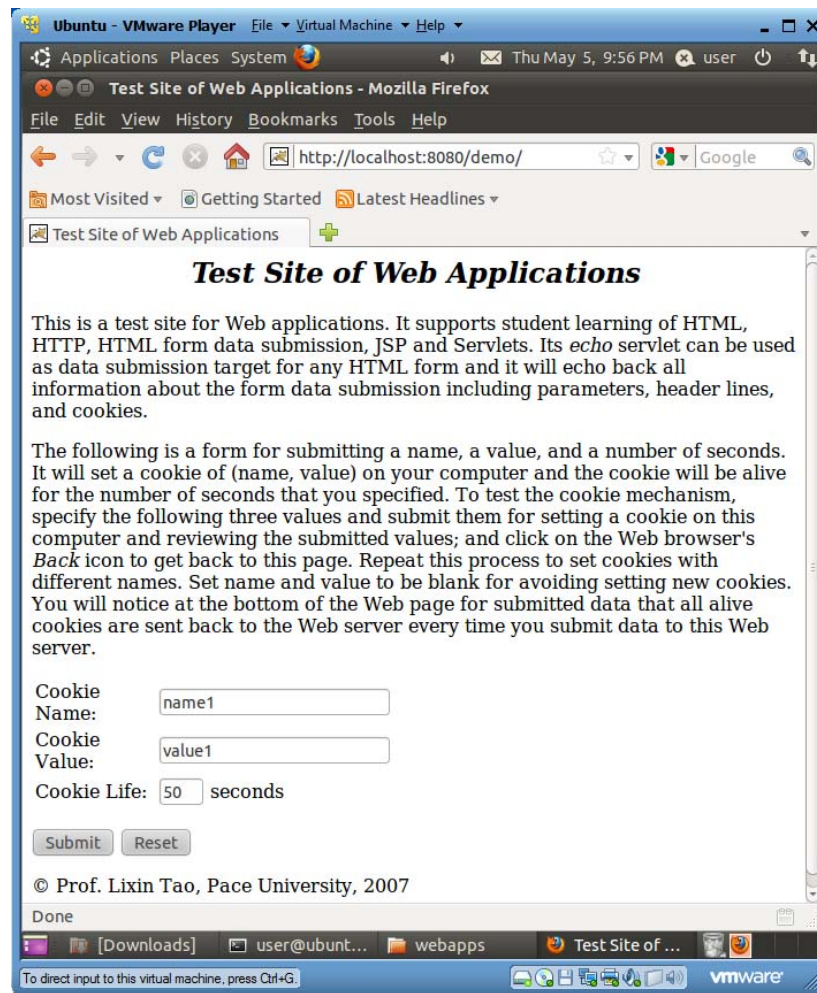 Ubuntu - VMware Player File Virtual Machine Help
Applications Places System Thu May 5, 9:56 PM user
Test Site of Web Applications - Mozilla Firefox
File Edit View History Bookmarks Tools Help
http://localhost:8080/demo/ Google
Most Visited Getting Started Latest Headlines
Test Site of Web Applications
Test Site of Web Applications
This is a test site for Web applications. It supports student learning of HTML,
HTTP, HTML form data submission, JSP and Servlets. Its echo servlet can be used
as data submission target for any HTML form and it will echo back all
information about the form data submission including parameters, header lines,
and cookies.
The following is a form for submitting a name, a value, and a number of seconds.
It will set a cookie of (name, value) on your computer and the cookie will be alive
for the number of seconds that you specified. To test the cookie mechanism,
specify the following three values and submit them for setting a cookie on this
computer and reviewing the submitted values; and click on the Web browser's
Back icon to get back to this page. Repeat this process to set cookies with
different names. Set name and value to be blank for avoiding setting new cookies.
You will notice at the bottom of the Web page for submitted data that all alive
cookies are sent back to the Web server every time you submit data to this Web
server.
Cookie
Name: name1
Cookie
Value: value1
Cookie Life: 50 seconds
Submit Reset
© Prof. Lixin Tao, Pace University, 2007
Done
[Downloads] user@ubunt... webapps Test Site of ...
To direct input to this virtual machine, press Ctrl+G. vmware